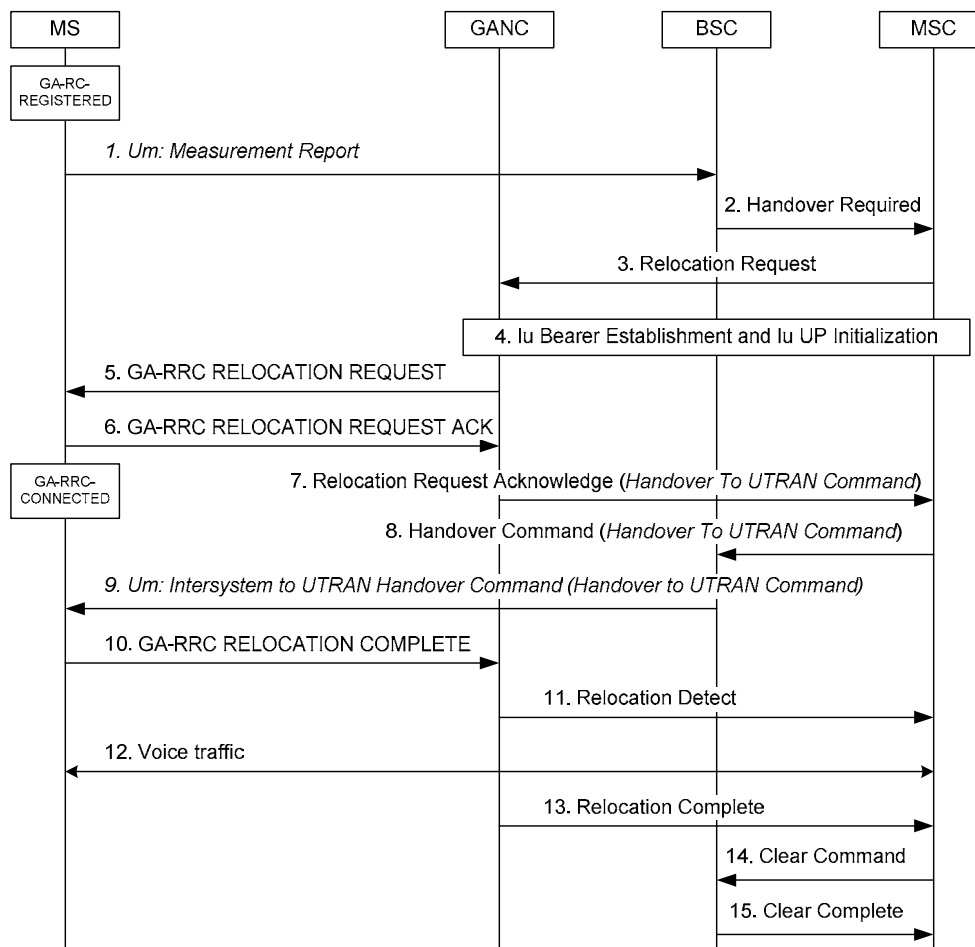 MS
GANC
BSC
MSC
GA-RC-
REGISTERED
1. Um: Measurement Report
2. Handover Required
3. Relocation Request
4. Iu Bearer Establishment and Iu UP Initialization
5. GA-RRC RELOCATION REQUEST
6. GA-RRC RELOCATION REQUEST ACK
GA-RRC-
CONNECTED
7. Relocation Request Acknowledge (Handover To UTRAN Command)
8. Handover Command (Handover To UTRAN Command)
9. Um: Intersystem to UTRAN Handover Command (Handover to UTRAN Command)
10. GA-RRC RELOCATION COMPLETE
11. Relocation Detect
12. Voice traffic
13. Relocation Complete
14. Clear Command
15. Clear Complete